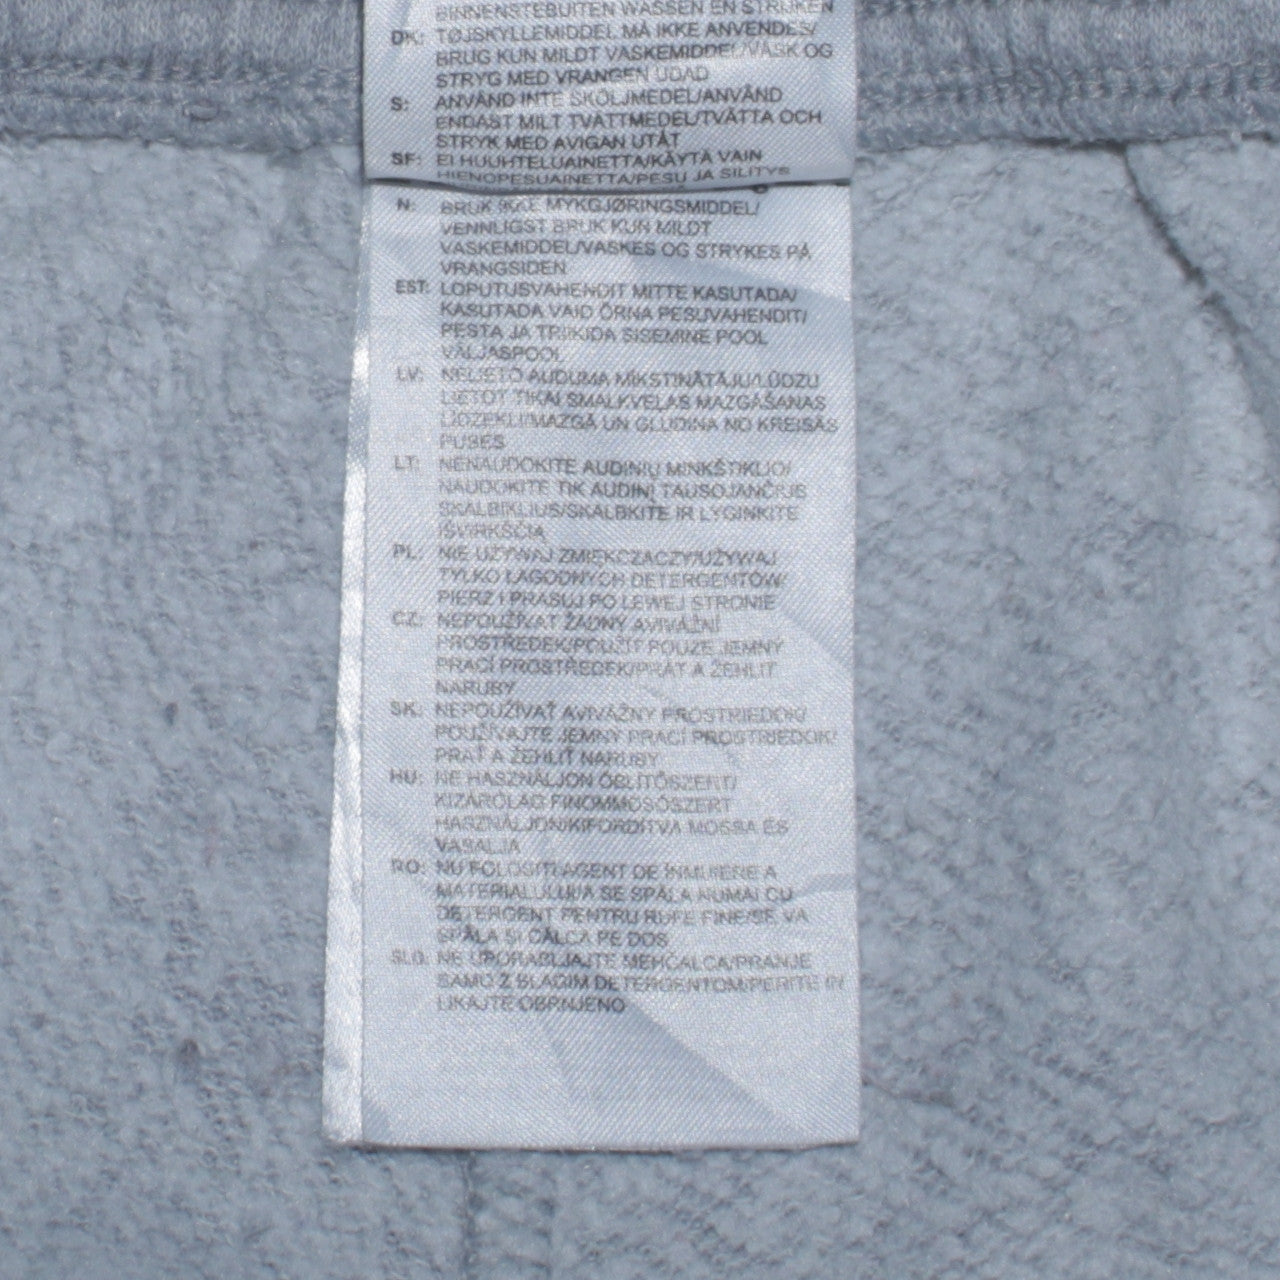 BINNENSTEBUITEN WASSEN EN STRIJKEN
DK: TØJSKYLLEMIDDEL MÅ IKKE ANVENDES/
BRUG KUN MILDT VASKEMIDDEL/VASK OG
STRYG MED VRANGEN UDAD
S: ANVÄND INTE SKÖLJMEDEL/ANVÄND
ENDAST MILT TVÄTTMEDEL/TVÄTTA OCH
STRYK MED AVIGAN UTÅT
SF: EI HUUHTELUAINETTA/KÄYTÄ VAIN
HIENOPESUAINETTA/PESU JA SILITYS
N: BRUK IKKE MYKGJØRINGSMIDDEL/
VENNLIGST BRUK KUN MILDT
VASKEMIDDEL/VASKES OG STRYKES PÅ
VRANGSIDEN
EST: LOPUTUSVAHENDIT MITTE KASUTADA/
KASUTADA VAID ÕRNA PESUVAHENDIT/
PESTA JA TRIIKIDA SISEMINE POOL
VÄLJASPOOL
LV: NELIETO AUDUMA MĪKSTINĀTĀJU/LŪDZU
LIETOT TIKAI SMALKVEĻAS MAZGĀŠANAS
LĪDZEKLI/MAZGĀ UN GLUDINA NO KREISĀS
PUSES
LT: NENAUDOKITE AUDINIŲ MINKŠTIKLIO/
NAUDOKITE TIK AUDINĮ TAUSOJANČIUS
SKALBIKLIUS/SKALBKITE IR LYGINKITE
IŠVIRKŠČIĄ
PL: NIE UŻYWAJ ZMIĘKCZACZY/UŻYWAJ
TYLKO ŁAGODNYCH DETERGENTÓW/
PIERZ I PRASUJ PO LEWEJ STRONIE
CZ: NEPOUŽÍVAT ŽÁDNÝ AVIVÁŽNÍ
PROSTŘEDEK/POUŽÍT POUZE JEMNÝ
PRACÍ PROSTŘEDEK/PRÁT A ŽEHLIT
NARUBY
SK: NEPOUŽÍVAŤ AVIVÁŽNY PROSTRIEDOK/
POUŽÍVAJTE JEMNÝ PRACÍ PROSTRIEDOK/
PRAŤ A ŽEHLIŤ NARUBY
HU: NE HASZNÁLJON ÖBLÍTŐSZERT/
KIZÁRÓLAG FINOMMOSÓSZERT
HASZNÁLJON/KIFORDÍTVA MOSSA ÉS
VASALJA
RO: NU FOLOSIȚI AGENT DE ÎNMUIERE A
MATERIALULUI/A SE SPĂLA NUMAI CU
DETERGENT PENTRU RUFE FINE/SE VA
SPĂLA ȘI CĂLCA PE DOS
SLO: NE UPORABLJAJTE MEHČALCA/PRANJE
SAMO Z BLAGIM DETERGENTOM/PERITE IN
LIKAJTE OBRNJENO